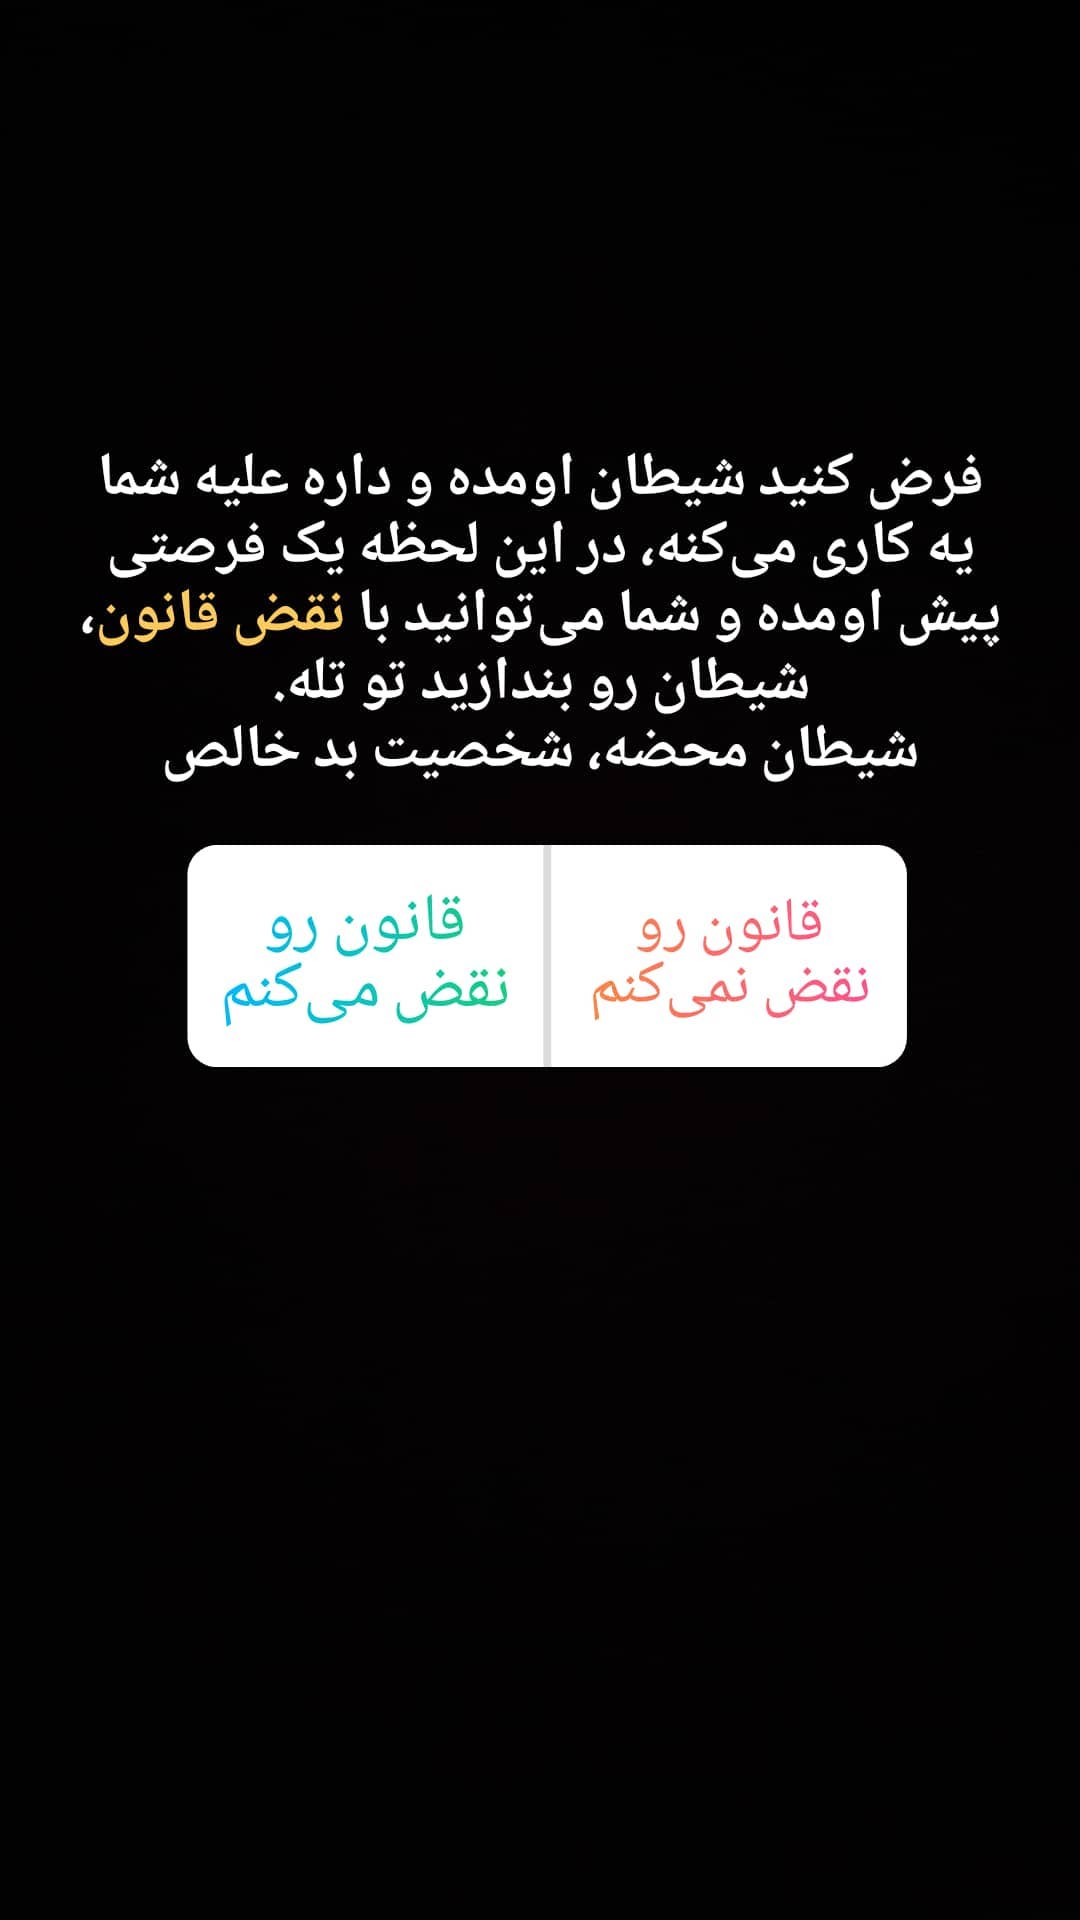 فرض کنید شیطان اومده و داره علیه شما
یه کاری می‌کنه، در این لحظه یک فرصتی
پیش اومده و شما می‌توانید با نقض قانون،
شیطان رو بندازید تو تله.
شیطان محضه، شخصیت بد خالص
قانون رو
نقض نمی‌کنم
قانون رو
نقض می‌کنم